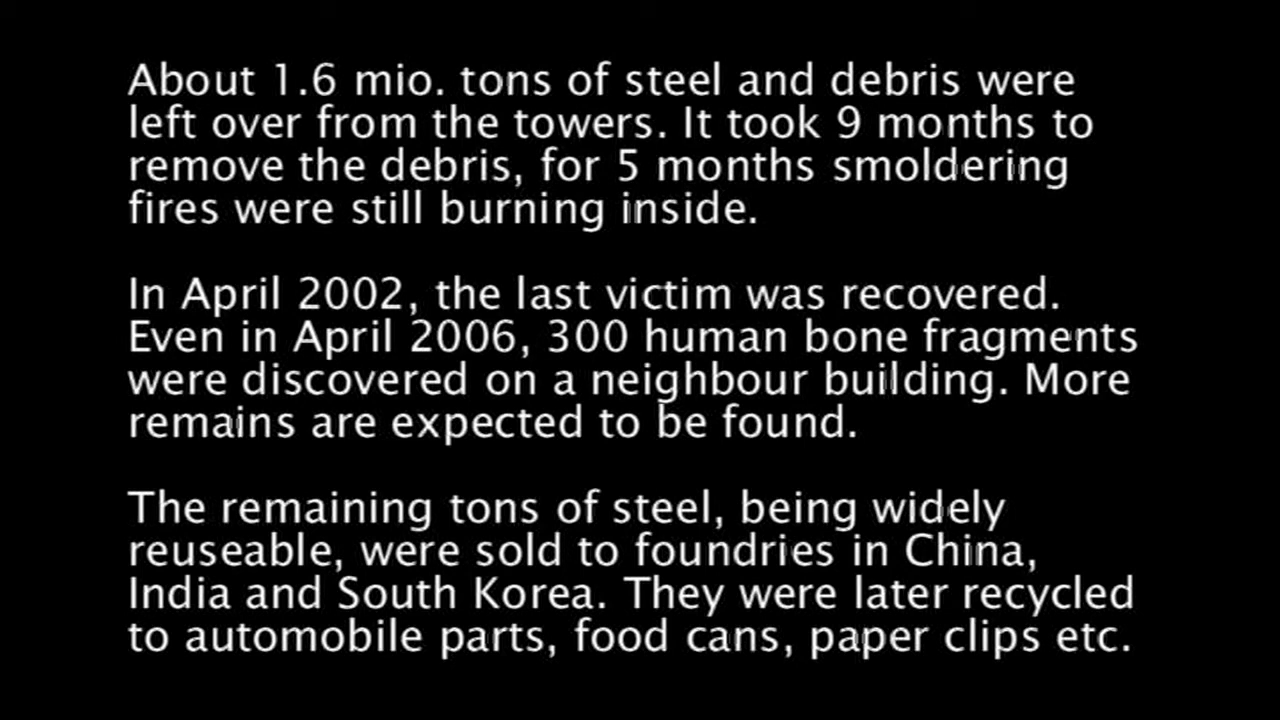 About 1.6 mio. tons of steel and debris were
left over from the towers. It took 9 months to
remove the debris, for 5 months smoldering
fires were still burning inside.
In April 2002, the last victim was recovered.
Even in April 2006, 300 human bone fragments
were discovered on a neighbour building. More
remains are expected to be found.
The remaining tons of steel, being widely
reuseable, were sold to foundries in China,
India and South Korea. They were later recycled
to automobile parts, food cans, paper clips etc.